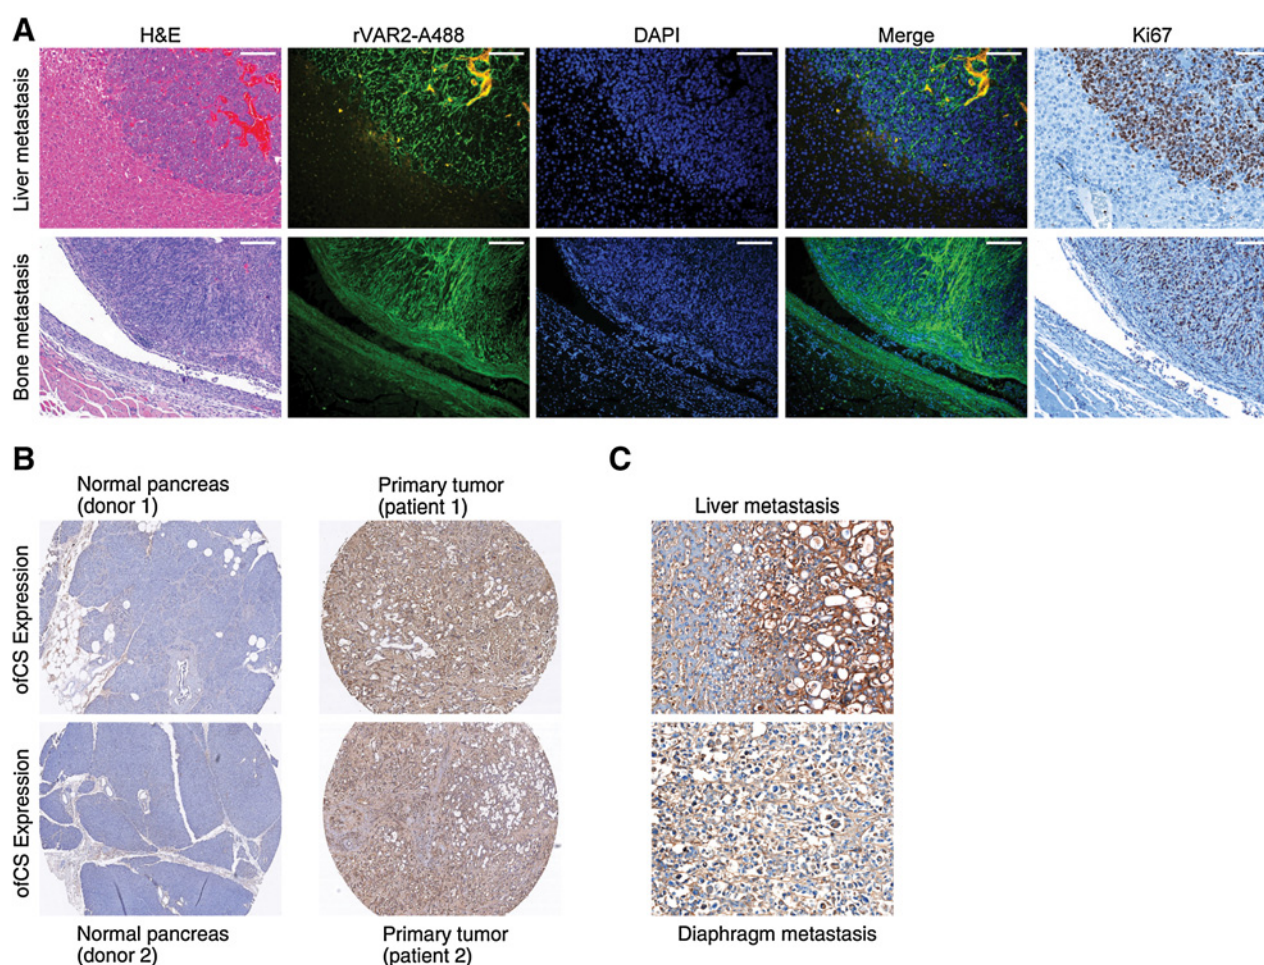 A
H&E
rVAR2-A488
DAPI
Merge
Ki67
Liver metastasis
Bone metastasis
B
Normal pancreas
(donor 1)
Primary tumor
(patient 1)
ofCS Expression
ofCS Expression
Normal pancreas
(donor 2)
Primary tumor
(patient 2)
C
Liver metastasis
Diaphragm metastasis